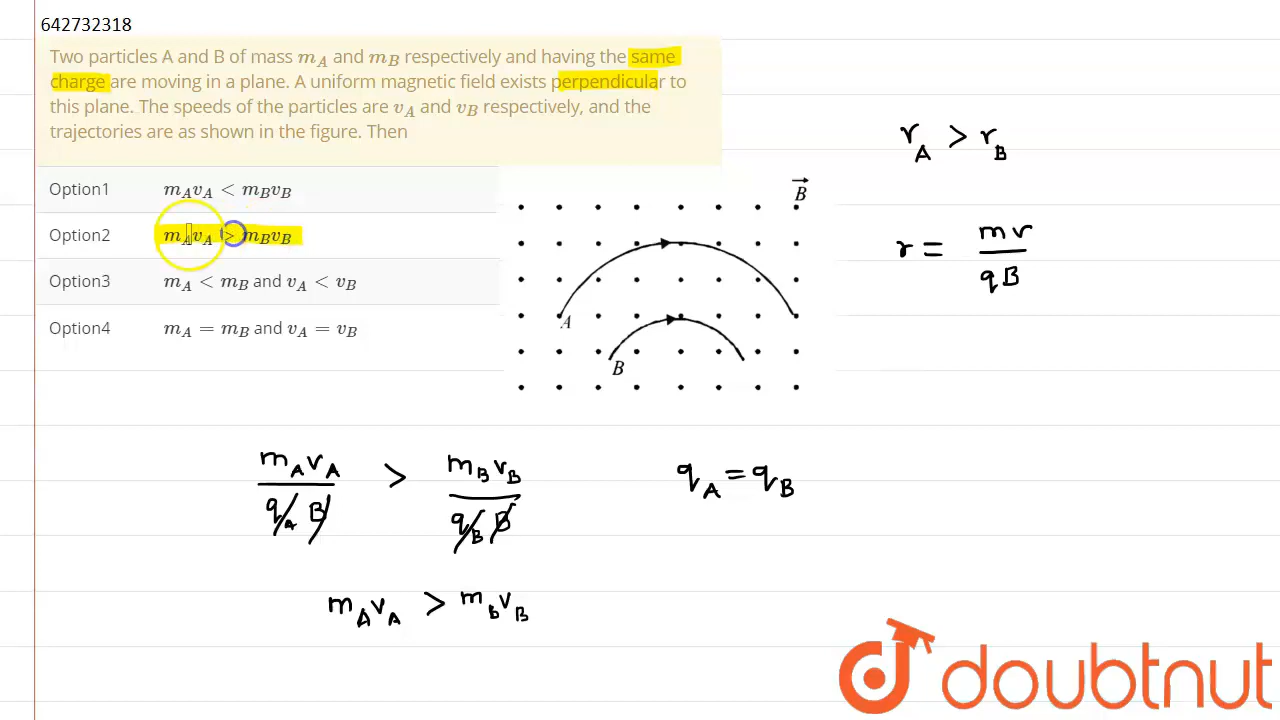 642732318
Two particles A and B of mass m_A and m_B respectively and having the same
charge are moving in a plane. A uniform magnetic field exists perpendicular to
this plane. The speeds of the particles are v_A and v_B respectively, and the
trajectories are as shown in the figure. Then
Option1 m_A v_A < m_B v_B
Option2 m_A v_A > m_B v_B
Option3 m_A < m_B and v_A < v_B
Option4 m_A = m_B and v_A = v_B
B⃗
A
B
r_A > r_B
r = mv / qB
m_A v_A / q_A B > m_B v_B / q_B B
q_A = q_B
m_A v_A > m_B v_B
doubtnut